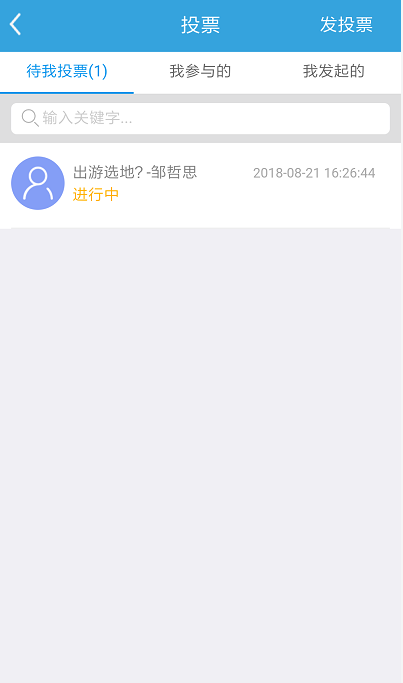 投票 发投票
待我投票(1) 我参与的 我发起的
输入关键字...
出游选地? -邹哲思 2018-08-21 16:26:44
进行中